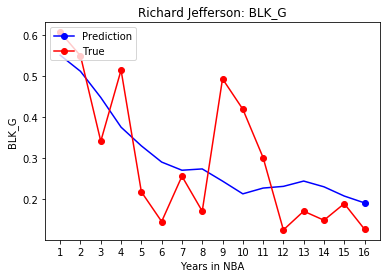 Richard Jefferson: BLK_G
Prediction
True
0.6
0.5
0.4
0.3
0.2
BLK_G
1 2 3 4 5 6 7 8 9 10 11 12 13 14 15 16
Years in NBA